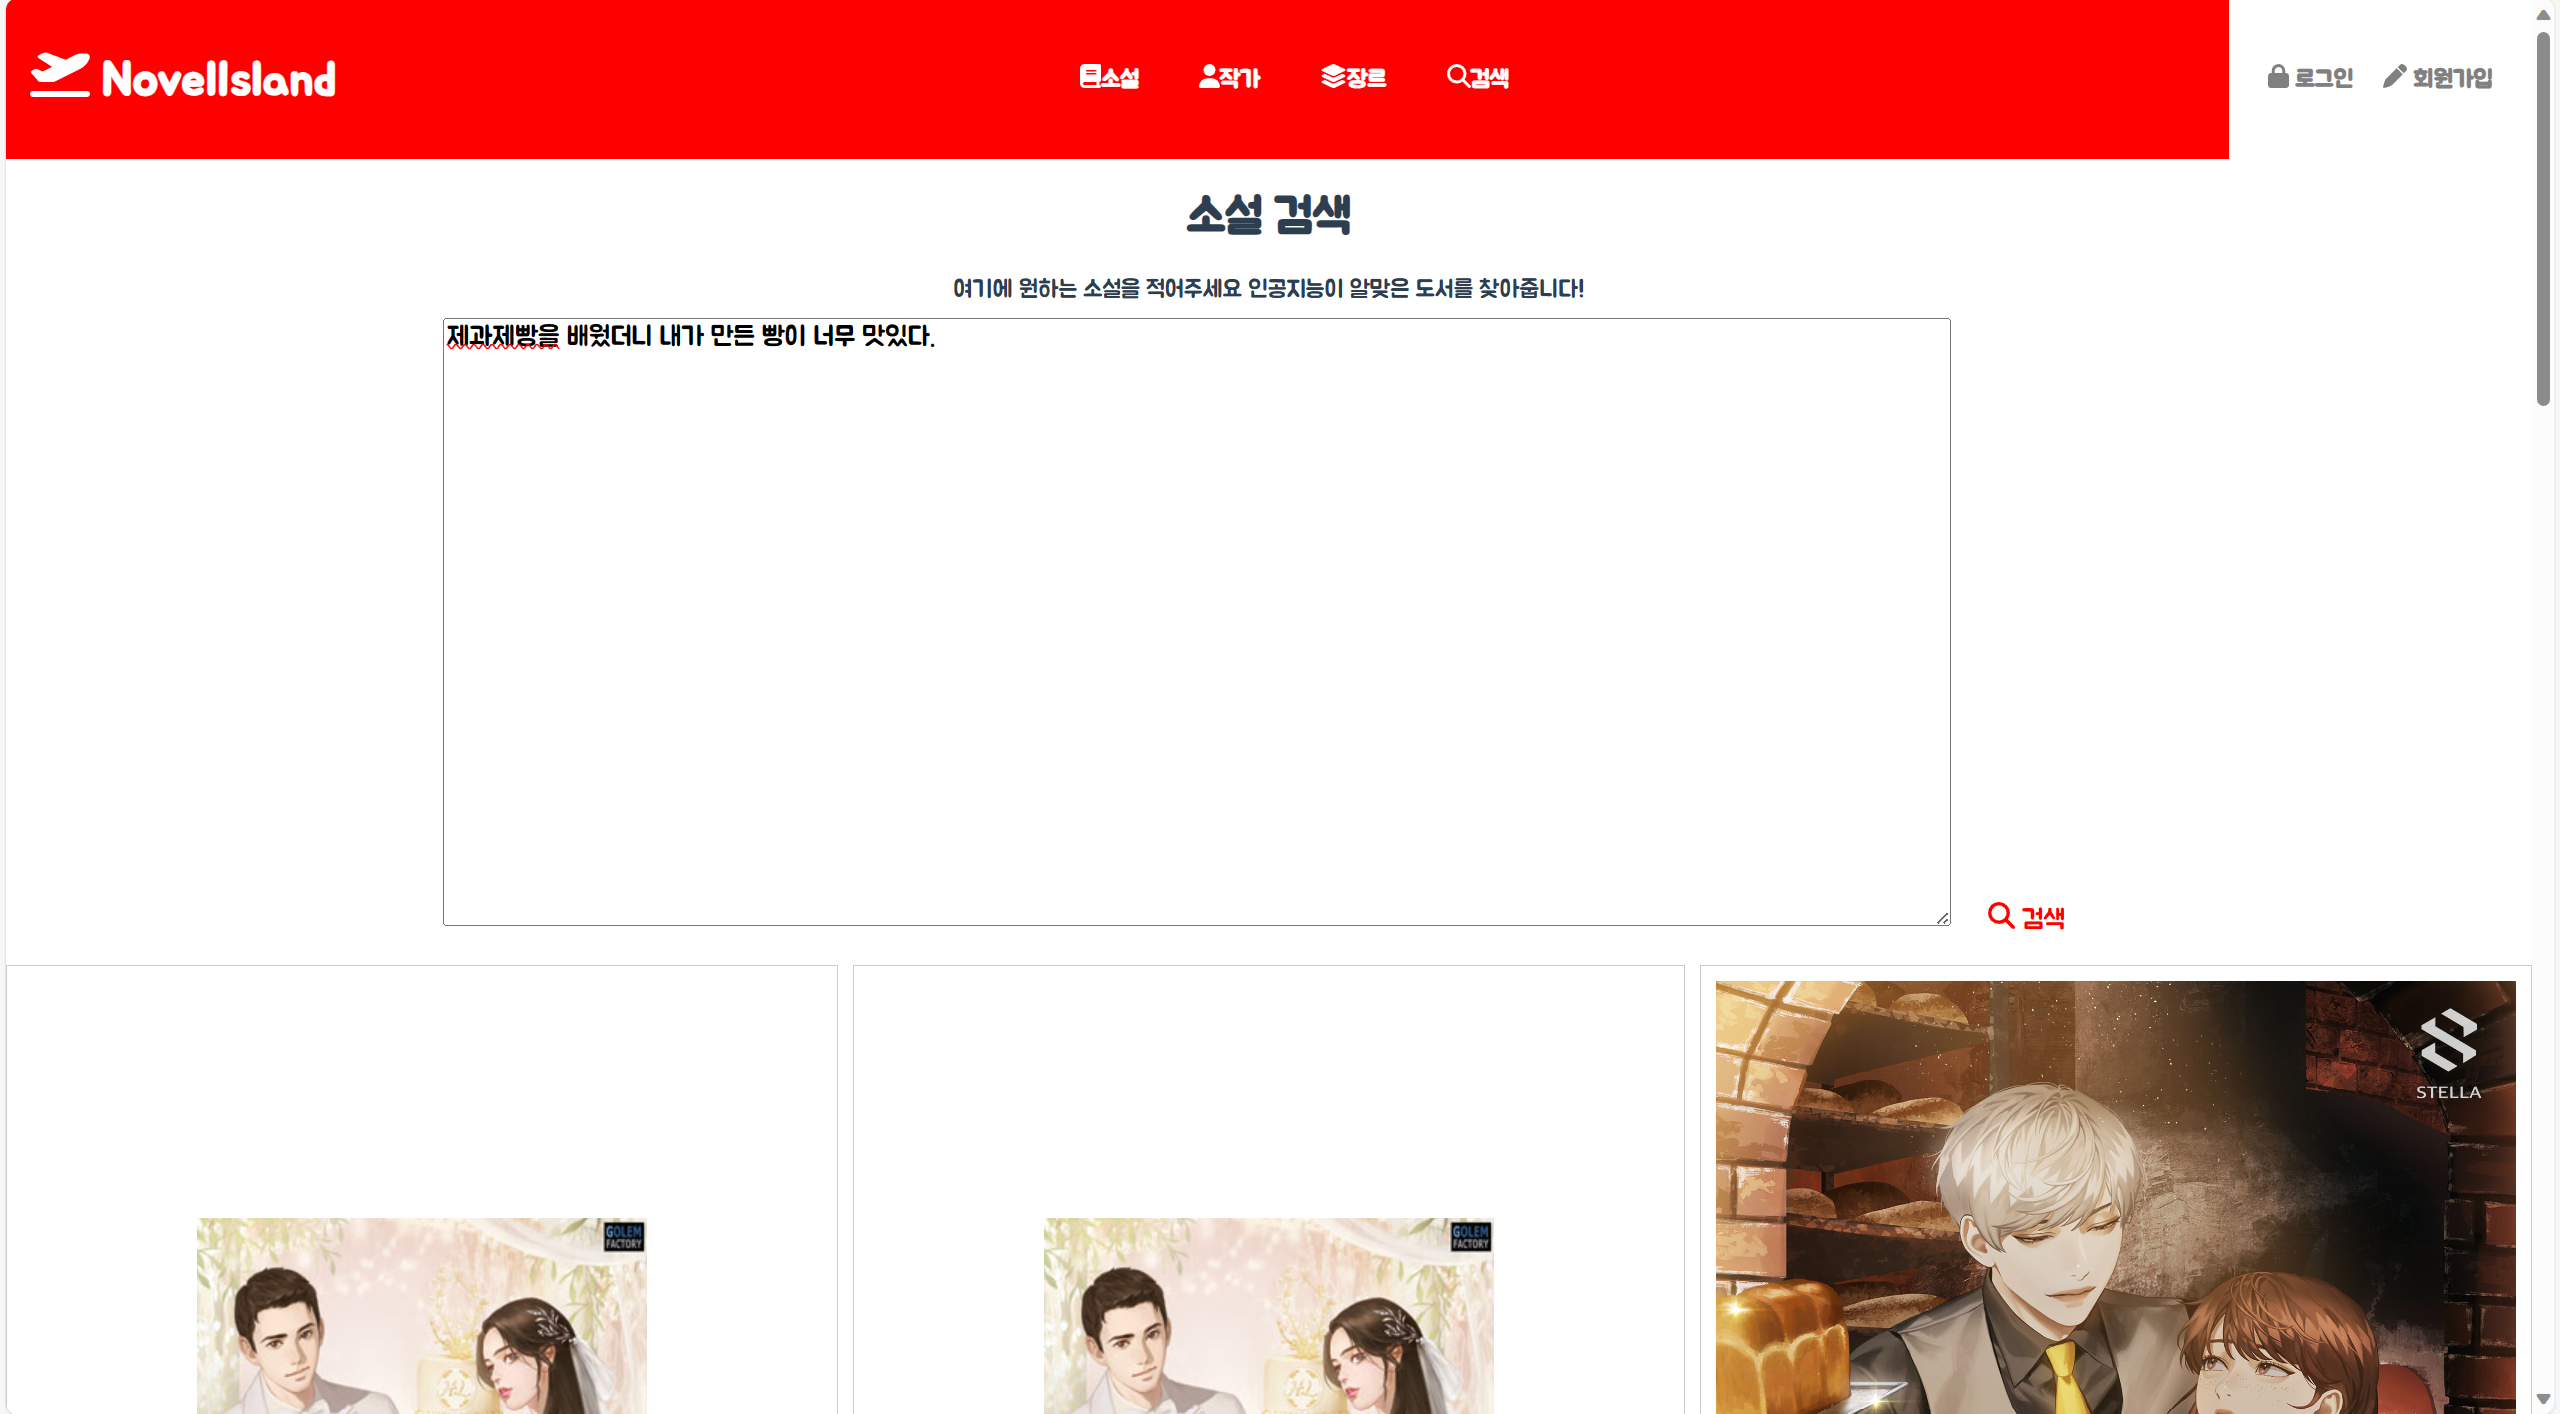 NovelIsland
소설 작가 장르 검색
로그인 회원가입
소설 검색
여기에 원하는 소설을 적어주세요 인공지능이 알맞은 도서를 찾아줍니다!
제과제빵을 배웠더니 내가 만든 빵이 너무 맛있다.
검색
GOLEM
FACTORY
GOLEM
FACTORY
STELLA